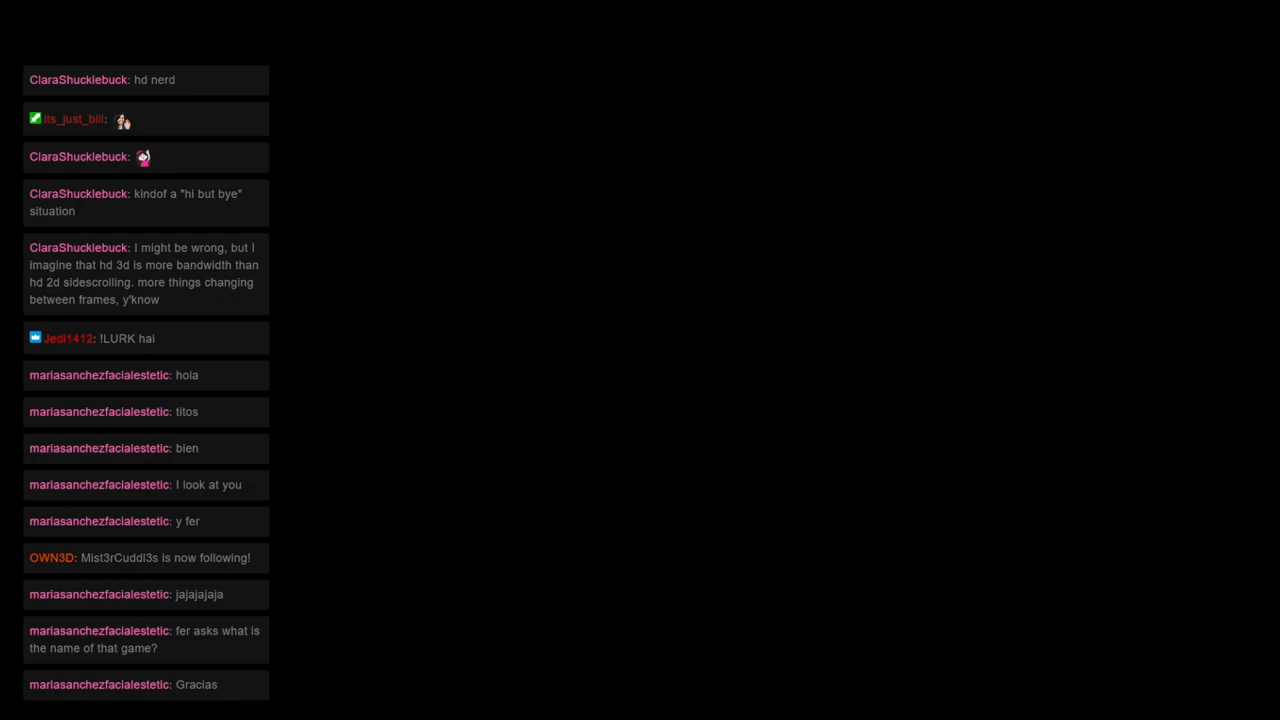 ClaraShucklebuck: hd nerd
its_just_bill:
ClaraShucklebuck:
ClaraShucklebuck: kindof a "hi but bye"
situation
ClaraShucklebuck: I might be wrong, but I
imagine that hd 3d is more bandwidth than
hd 2d sidescrolling. more things changing
between frames, y'know
Jedi1412: !LURK hai
mariasanchezfacialestetic: hola
mariasanchezfacialestetic: titos
mariasanchezfacialestetic: bien
mariasanchezfacialestetic: I look at you
mariasanchezfacialestetic: y fer
OWN3D: Mist3rCuddl3s is now following!
mariasanchezfacialestetic: jajajajaja
mariasanchezfacialestetic: fer asks what is
the name of that game?
mariasanchezfacialestetic: Gracias